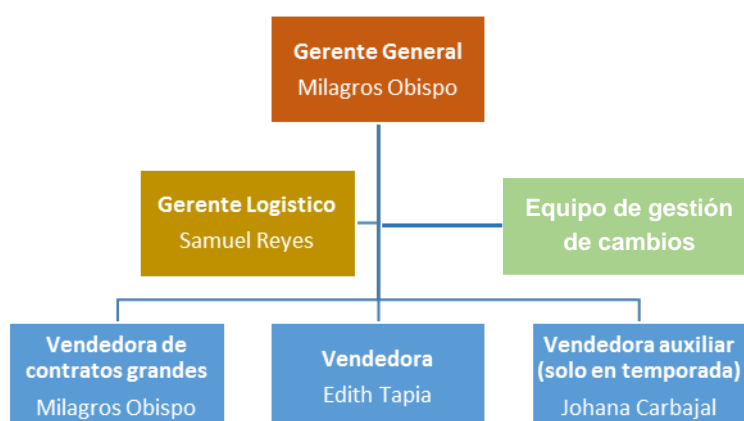 Gerente General
Milagros Obispo
Gerente Logistico
Samuel Reyes
Equipo de gestión
de cambios
Vendedora de
contratos grandes
Milagros Obispo
Vendedora
Edith Tapia
Vendedora auxiliar
(solo en temporada)
Johana Carbajal